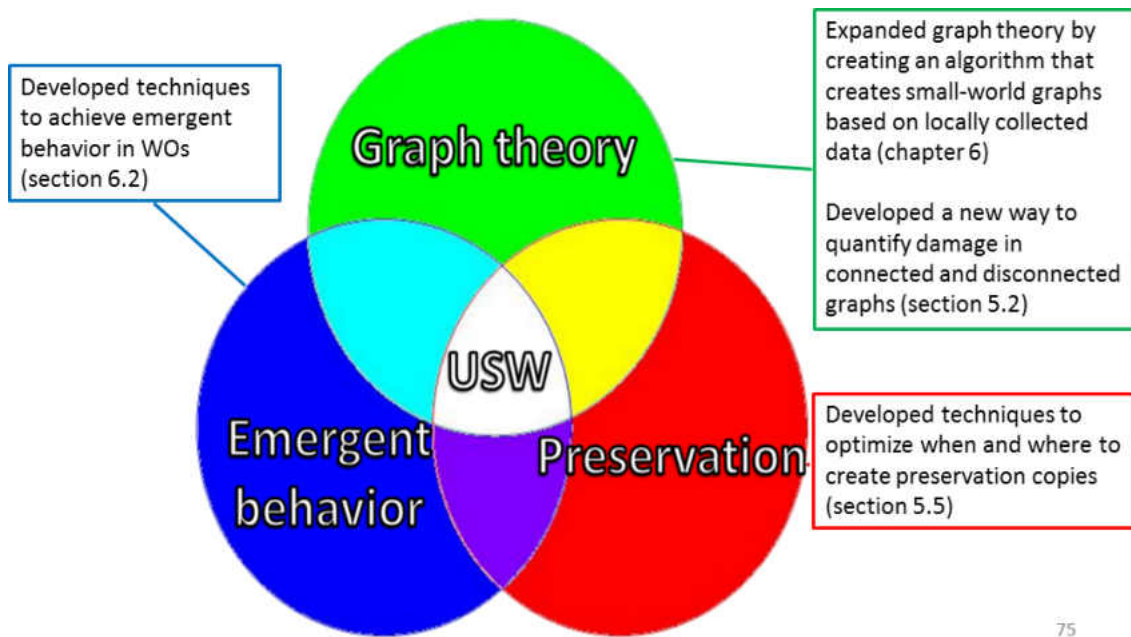 Developed techniques
to achieve emergent
behavior in WOs
(section 6.2)
Graph theory
Expanded graph theory by
creating an algorithm that
creates small-world graphs
based on locally collected
data (chapter 6)
Developed a new way to
quantify damage in
connected and disconnected
graphs (section 5.2)
USW
Emergent
behavior
Preservation
Developed techniques to
optimize when and where to
create preservation copies
(section 5.5)
75